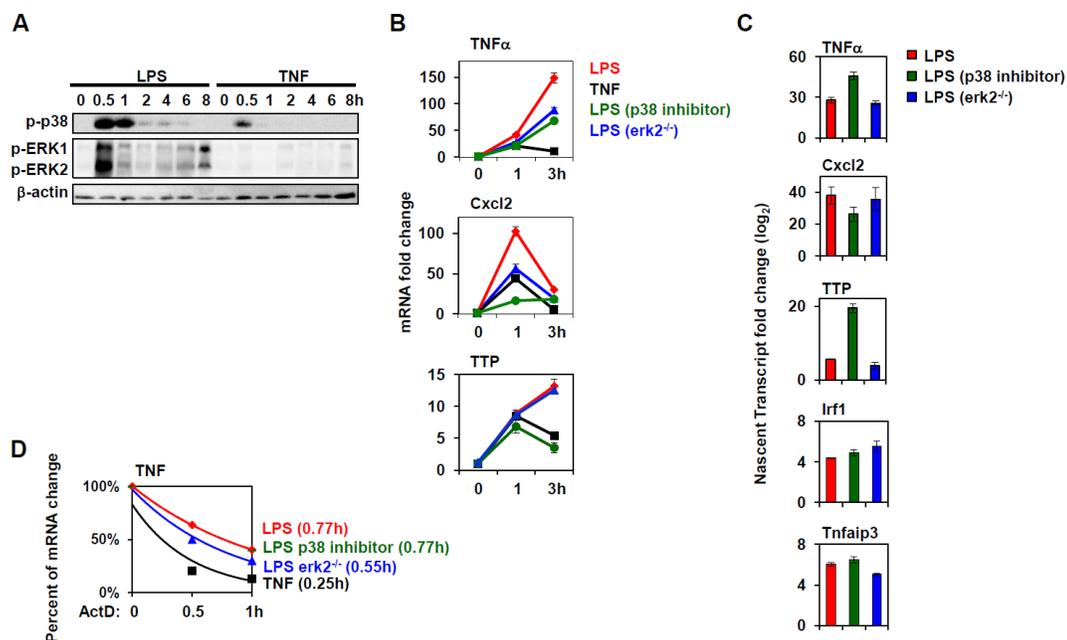 A
LPS TNF
0 0.5 1 2 4 6 8 0 0.5 1 2 4 6 8h
p-p38
p-ERK1
p-ERK2
β-actin
B
mRNA fold change
TNFα
150
100
50
0
0 1 3h
LPS
TNF
LPS (p38 inhibitor)
LPS (erk2-/-)
Cxcl2
100
50
0
0 1 3h
TTP
15
10
5
0
0 1 3h
C
Nascent Transcript fold change (log2)
TNFα
60
30
0
LPS
LPS (p38 inhibitor)
LPS (erk2-/-)
Cxcl2
40
20
0
TTP
20
0
Irf1
8
4
0
Tnfaip3
8
4
0
D
Percent of mRNA change
TNF
100%
50%
0%
ActD: 0 0.5 1h
LPS (0.77h)
LPS p38 inhibitor (0.77h)
LPS erk2-/- (0.55h)
TNF (0.25h)